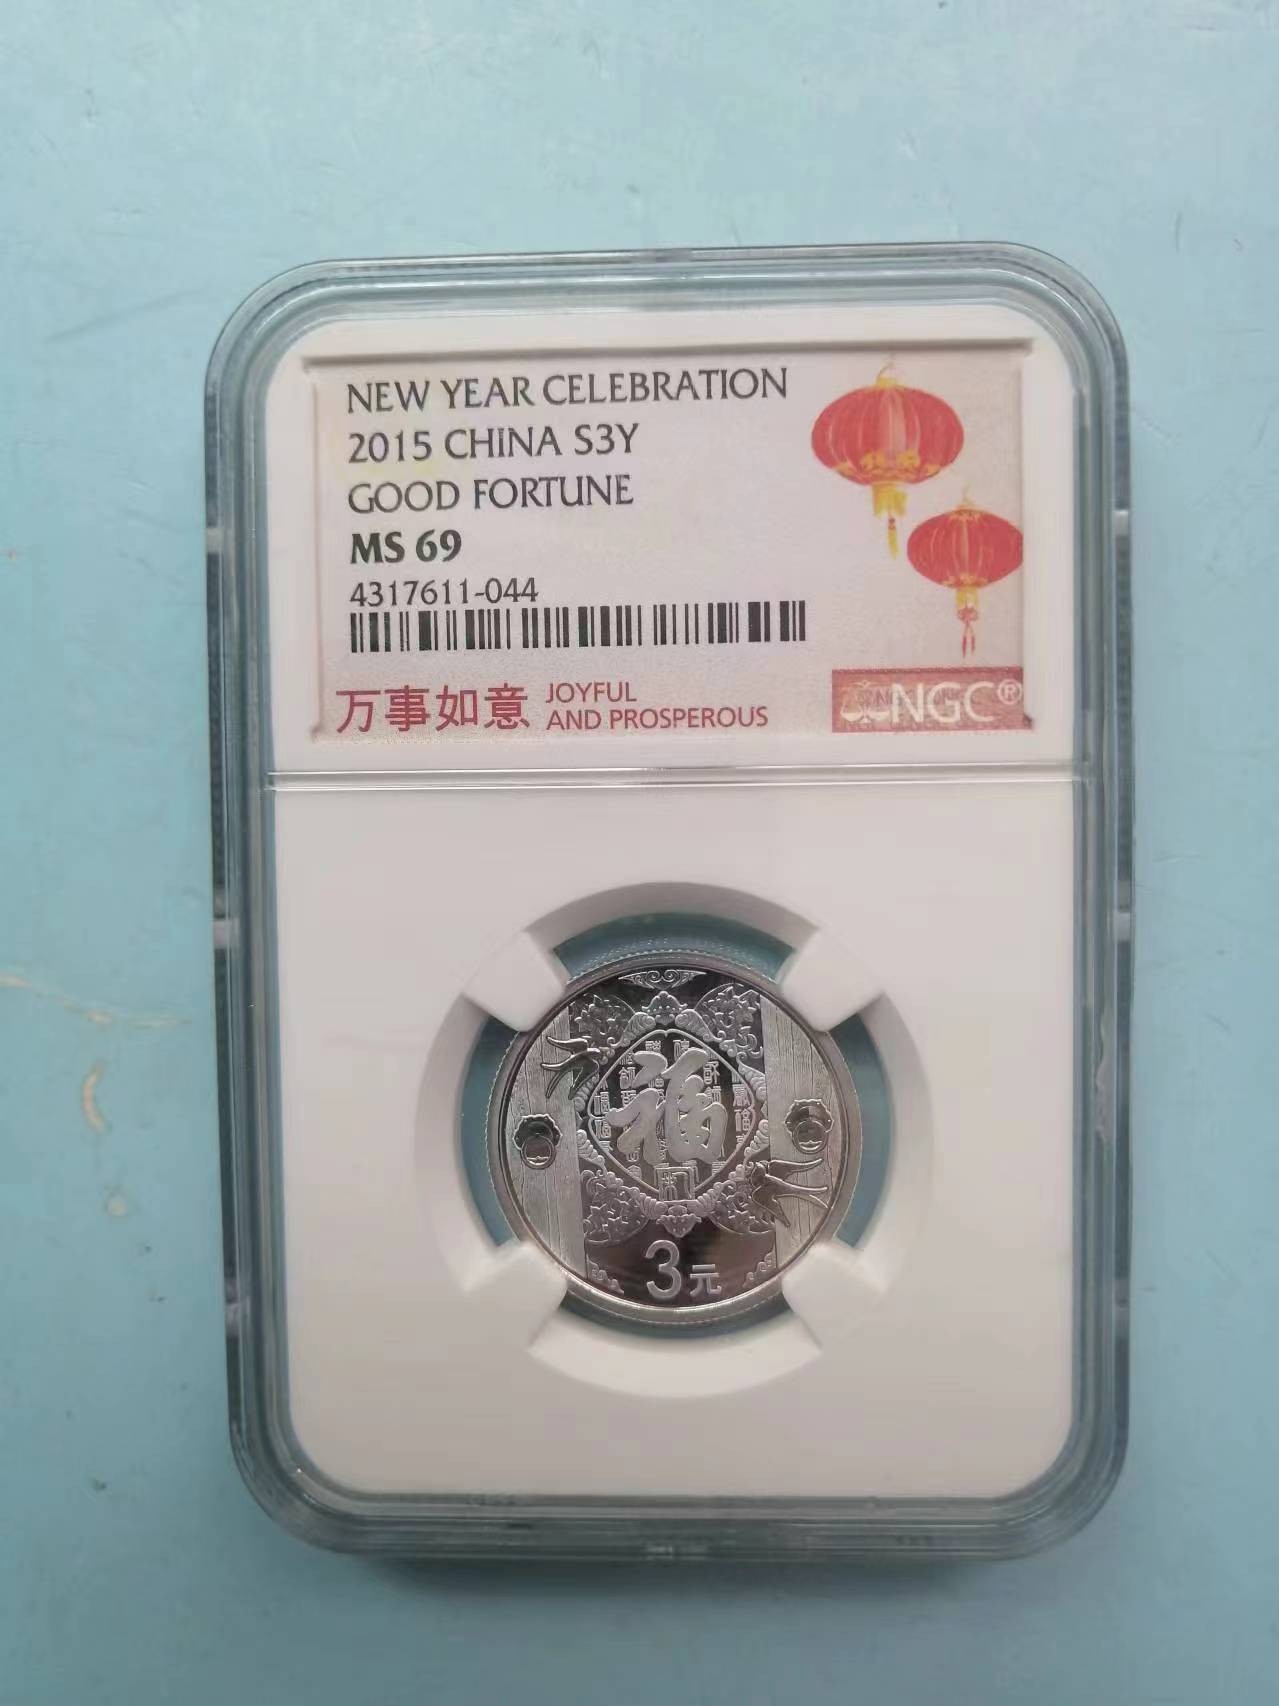 NEW YEAR CELEBRATION
2015 CHINA S3Y
GOOD FORTUNE
MS 69
4317611-044
万事如意 JOYFUL
AND PROSPEROUS
NGC®
福
3元